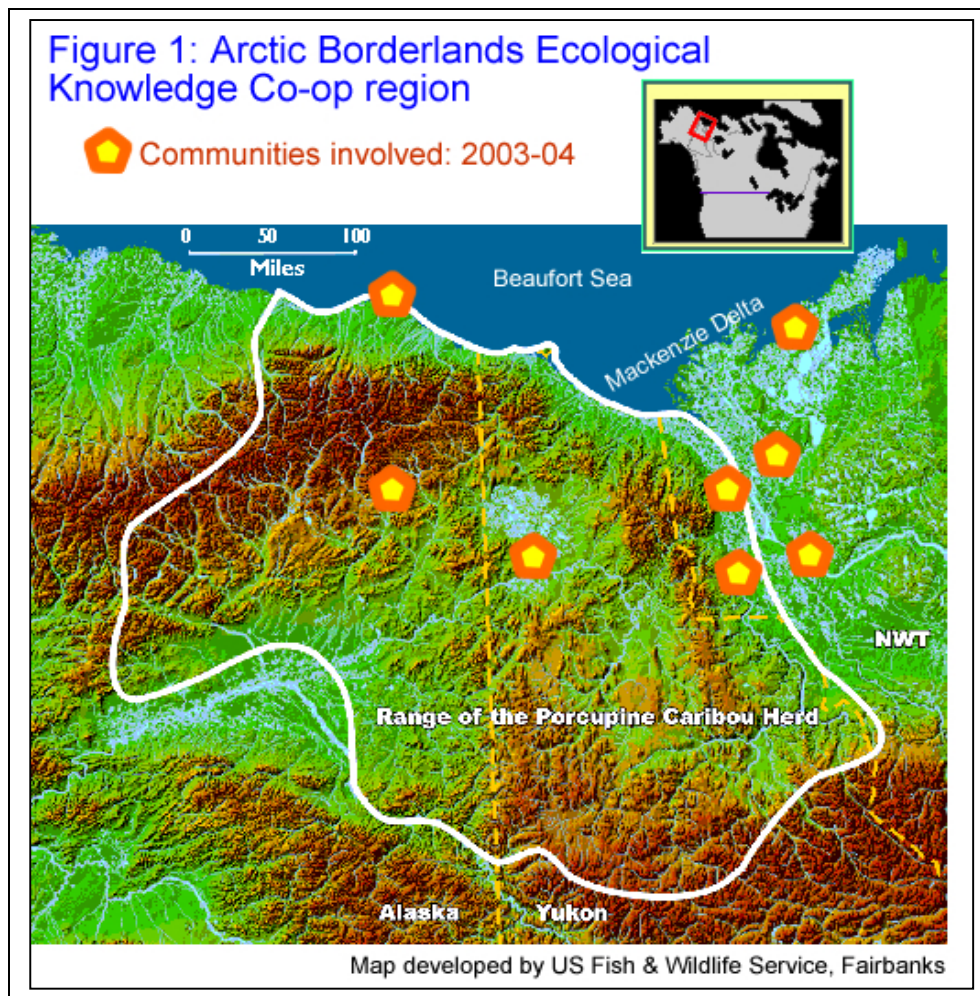 Figure 1: Arctic Borderlands Ecological
Knowledge Co-op region
Communities involved: 2003-04
0 50 100
Miles
Beaufort Sea
Mackenzie Delta
NWT
Range of the Porcupine Caribou Herd
Alaska Yukon
Map developed by US Fish & Wildlife Service, Fairbanks